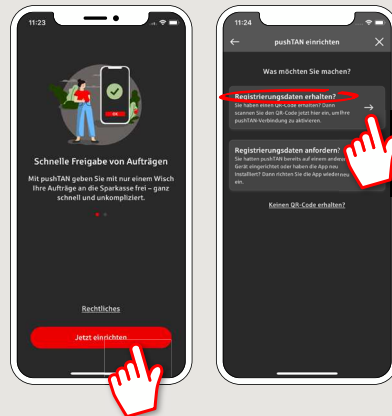 11:23
Schnelle Freigabe von Aufträgen
Mit pushTAN geben Sie mit nur einem Wisch
Ihre Aufträge an die Sparkasse frei – ganz
schnell und unkompliziert.
Rechtliches
Jetzt einrichten
11:24
pushTAN einrichten
Was möchten Sie machen?
Registrierungsdaten erhalten?
Sie haben einen QR-Code erhalten? Dann
scannen Sie den QR-Code jetzt hier ein, um Ihre
pushTAN-Verbindung zu aktivieren.
Registrierungsdaten anfordern?
Sie hatten pushTAN bereits auf einem
Gerät eingerichtet oder haben die App neu
installiert? Dann richten Sie die App wieder
ein.
Keinen QR-Code erhalten?